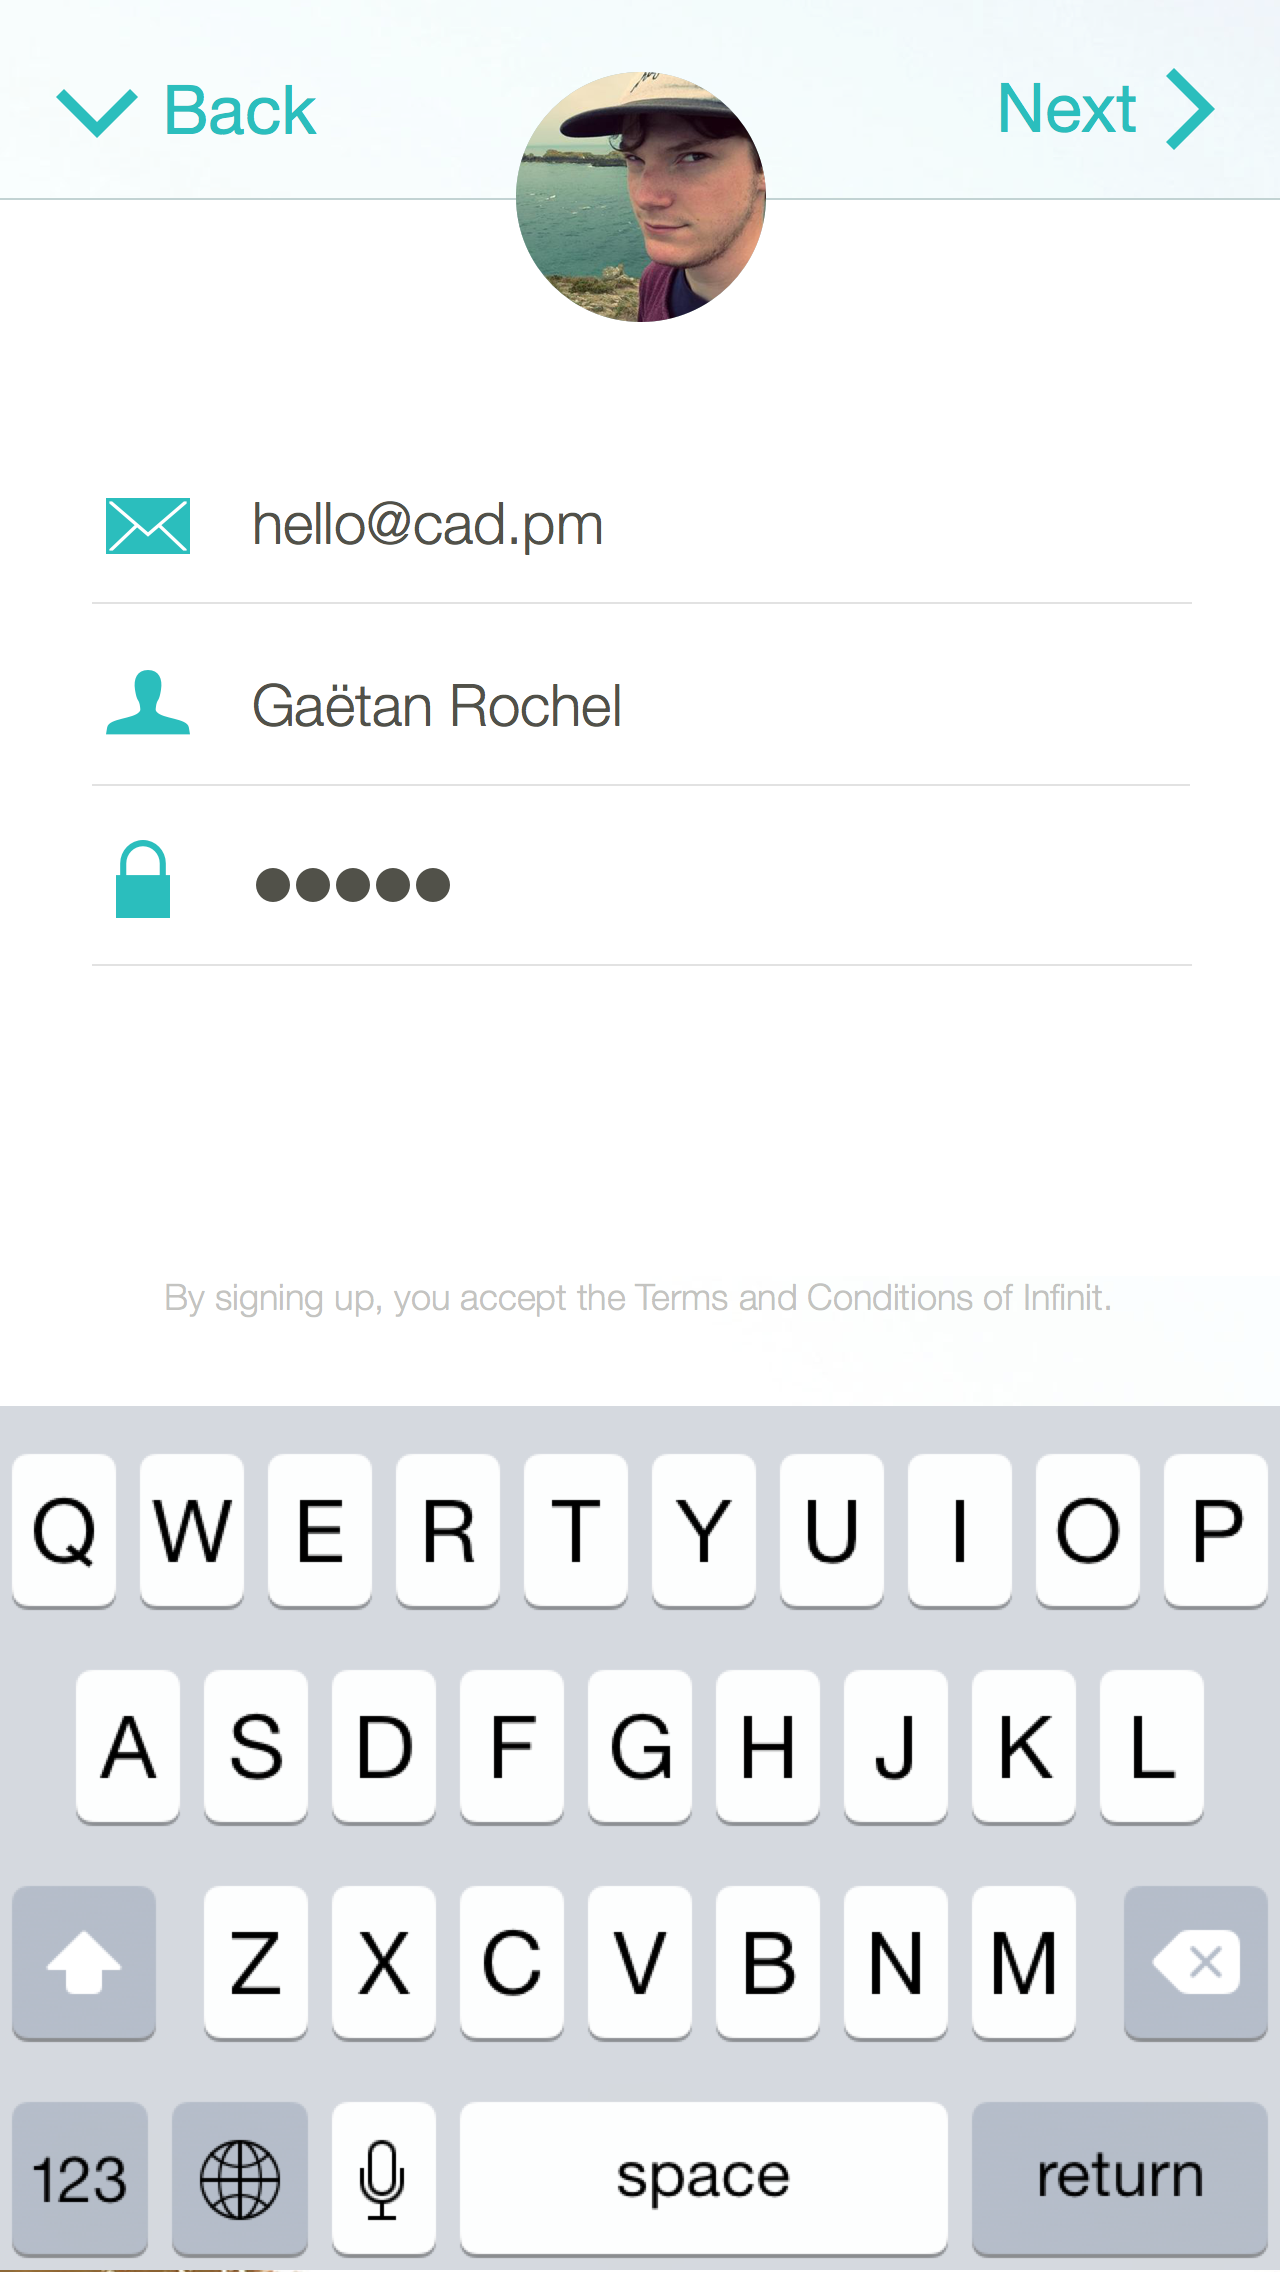 Back
Next
hello@cad.pm
Gaëtan Rochel
●●●●●
By signing up, you accept the Terms and Conditions of Infinit.
Q W E R T Y U I O P
A S D F G H J K L
Z X C V B N M
123 space return